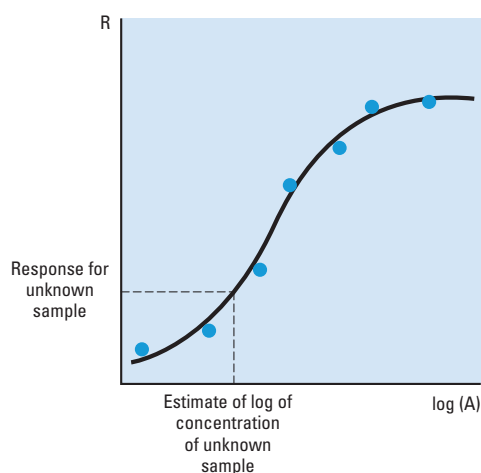 R
Response for
unknown
sample
Estimate of log of
concentration
of unknown
sample
log (A)